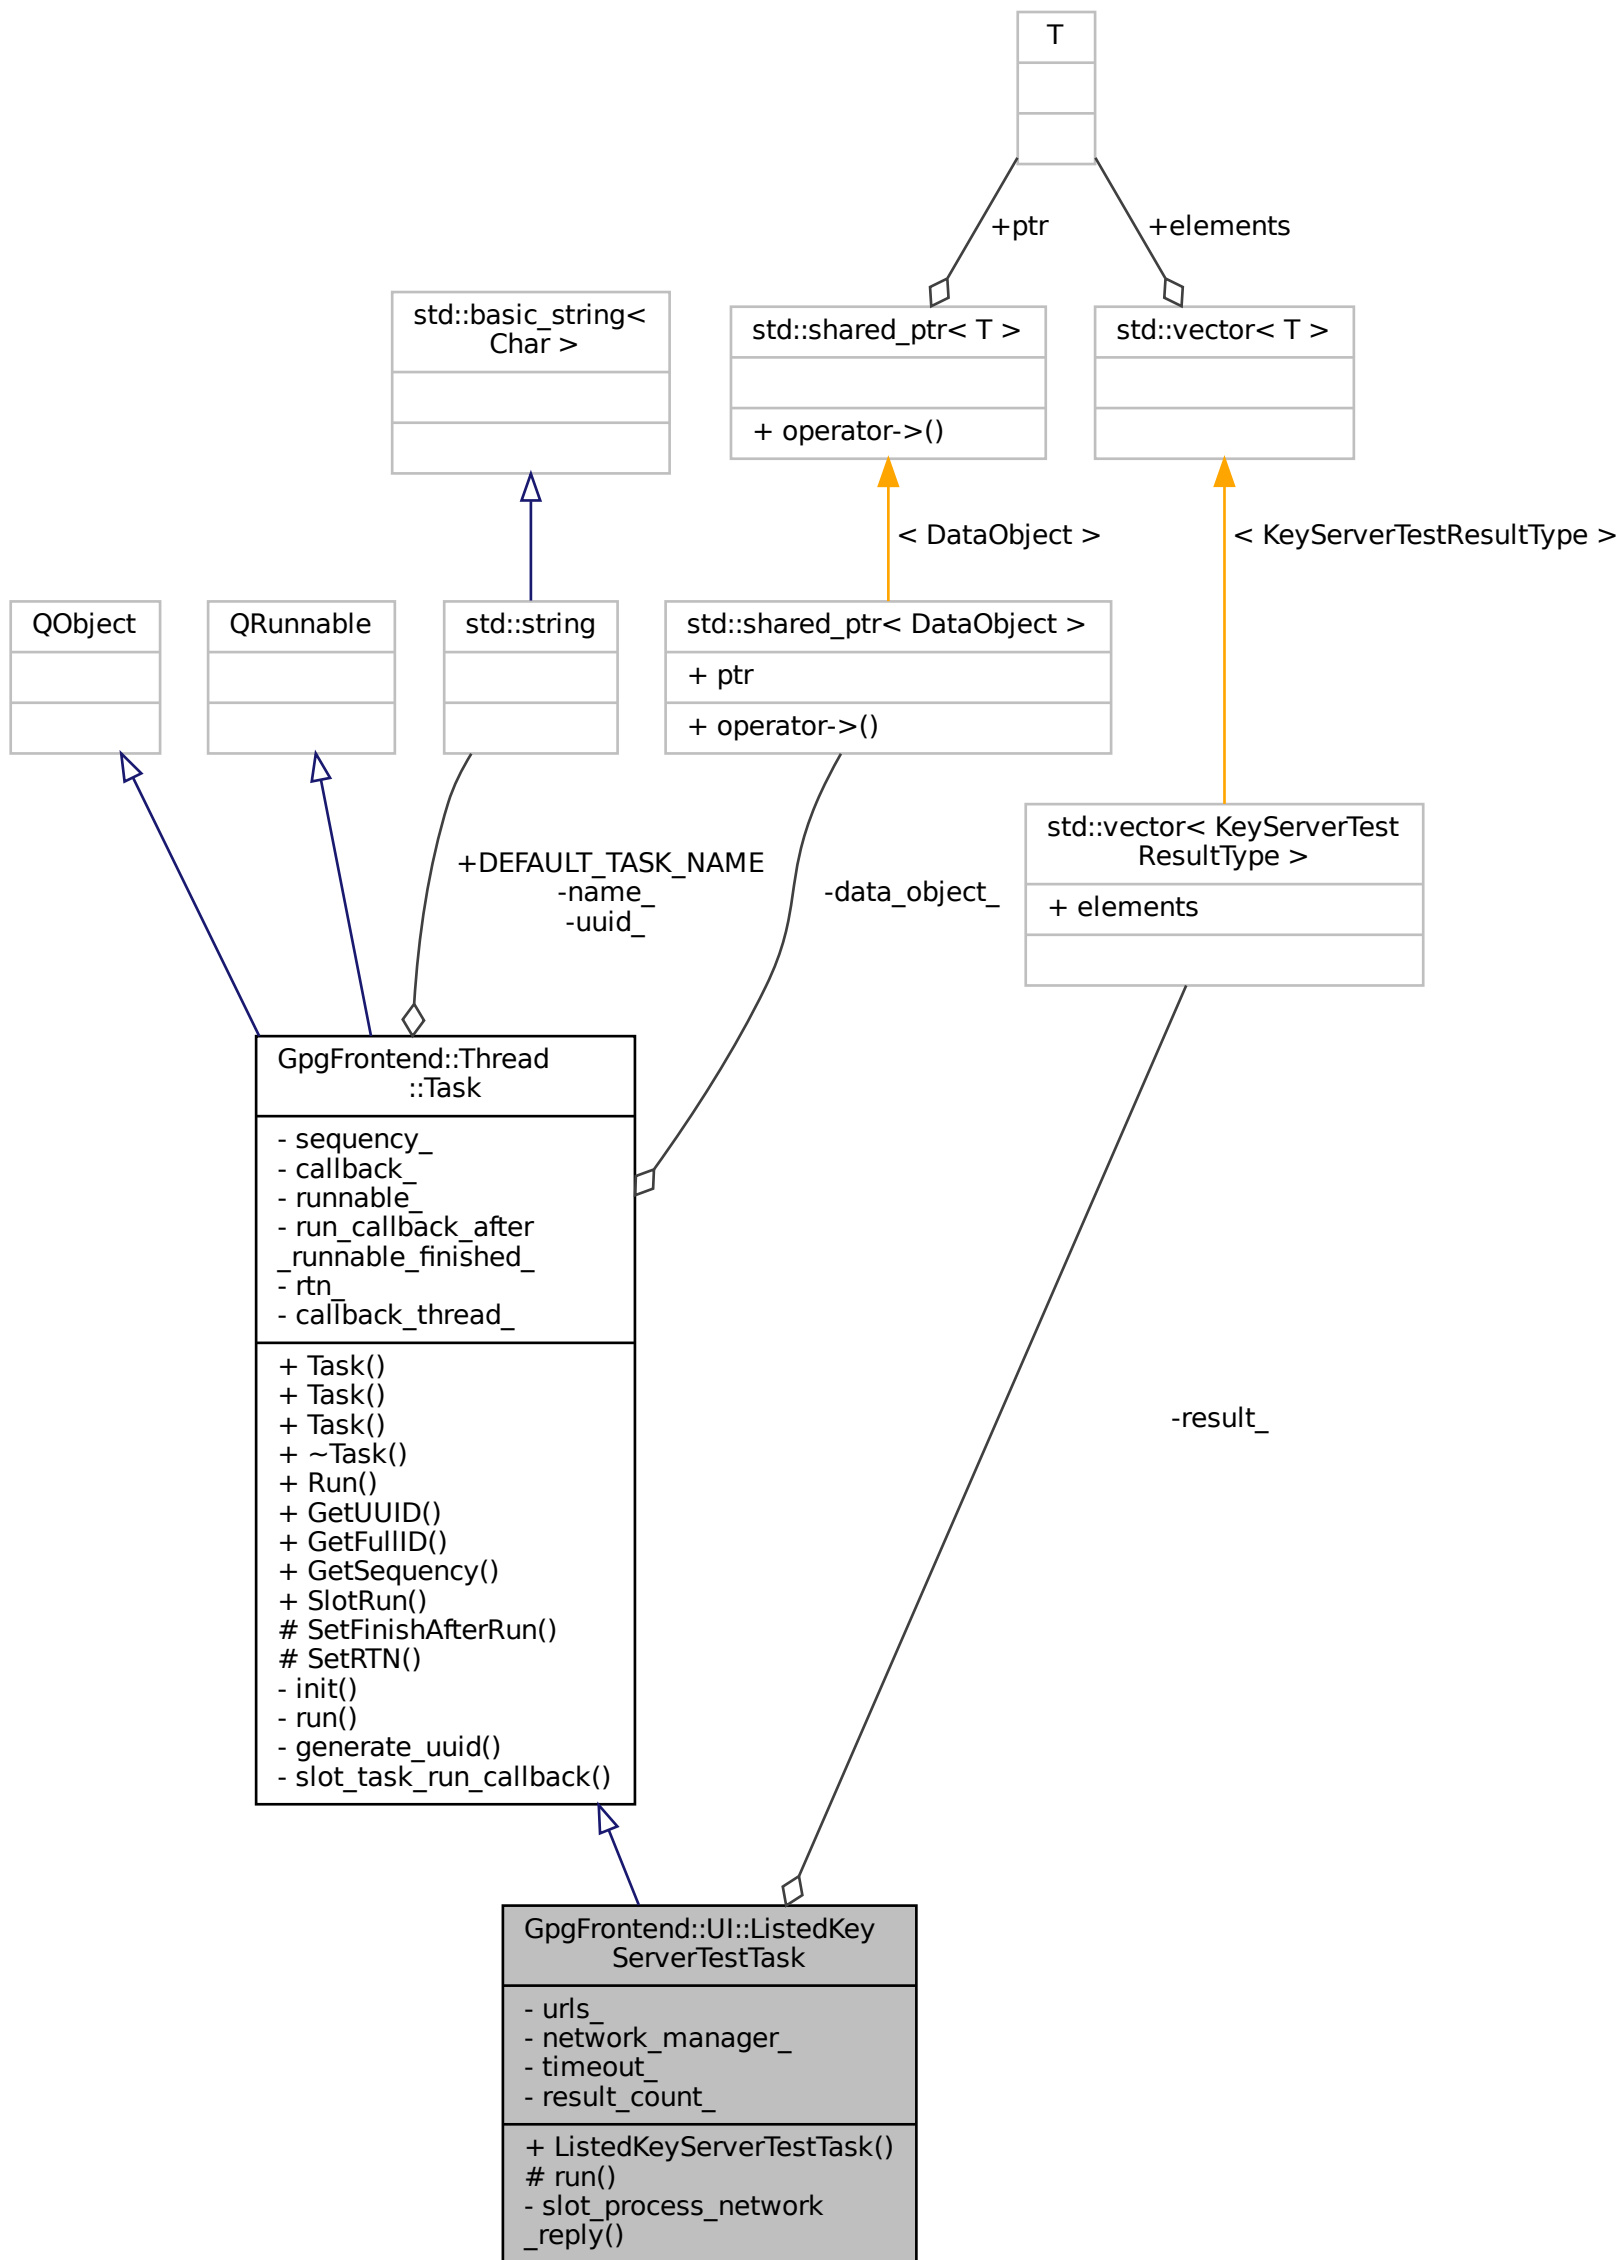 T
+ptr
+elements
std::basic_string<
Char >
std::shared_ptr< T >
+ operator->()
std::vector< T >
< DataObject >
< KeyServerTestResultType >
QObject
QRunnable
std::string
std::shared_ptr< DataObject >
+ ptr
+ operator->()
std::vector< KeyServerTest
ResultType >
+ elements
+DEFAULT_TASK_NAME
-name_
-uuid_
-data_object_
GpgFrontend::Thread
::Task
- sequency_
- callback_
- runnable_
- run_callback_after
_runnable_finished_
- rtn_
- callback_thread_
+ Task()
+ Task()
+ Task()
+ ~Task()
+ Run()
+ GetUUID()
+ GetFullID()
+ GetSequency()
+ SlotRun()
# SetFinishAfterRun()
# SetRTN()
- init()
- run()
- generate_uuid()
- slot_task_run_callback()
-result_
GpgFrontend::UI::ListedKey
ServerTestTask
- urls_
- network_manager_
- timeout_
- result_count_
+ ListedKeyServerTestTask()
# run()
- slot_process_network
_reply()